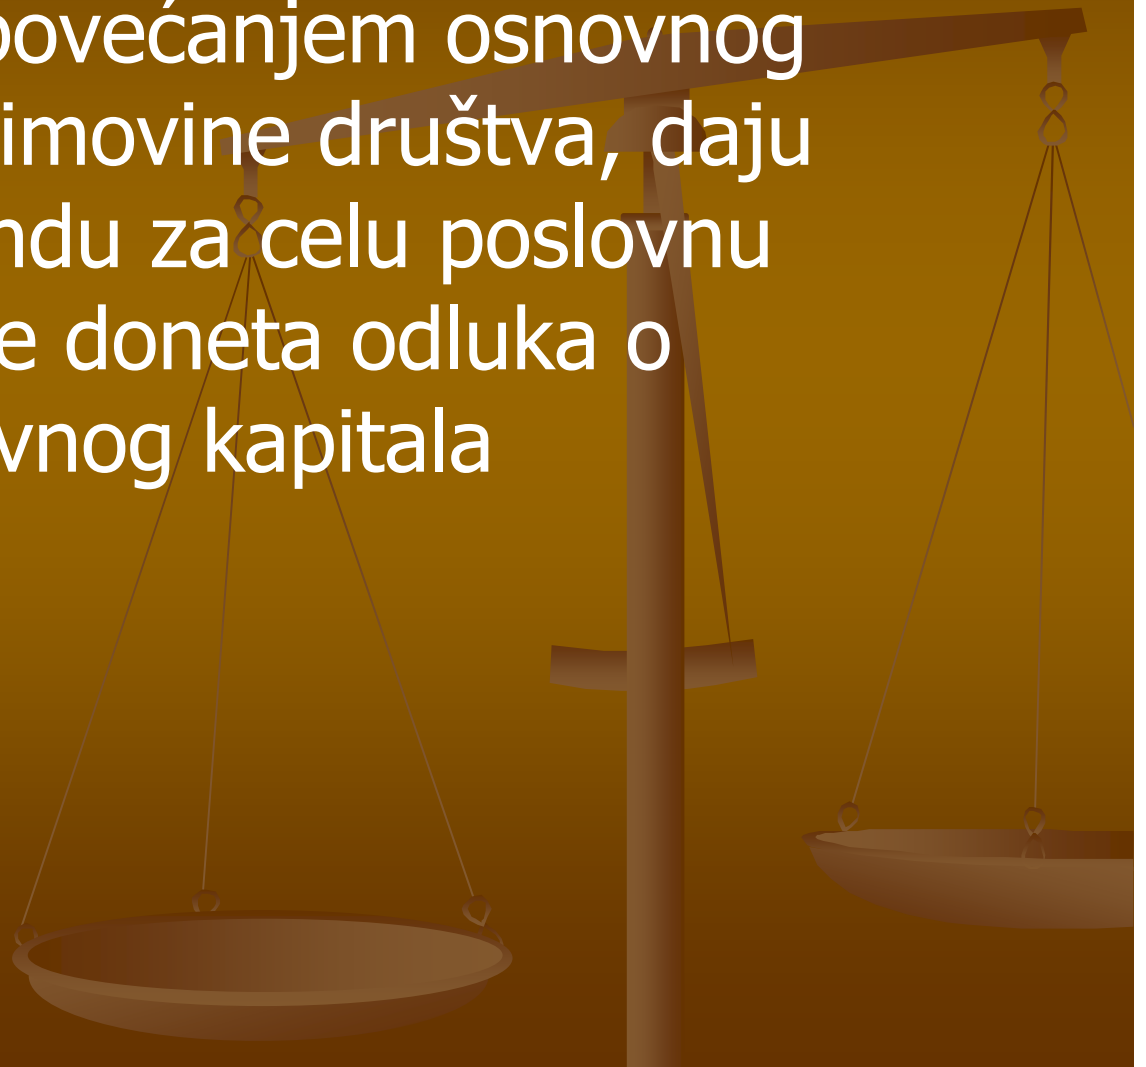 povećanjem osnovnog
imovine društva, daju
ndu za celu poslovnu
e doneta odluka o
vnog kapitala